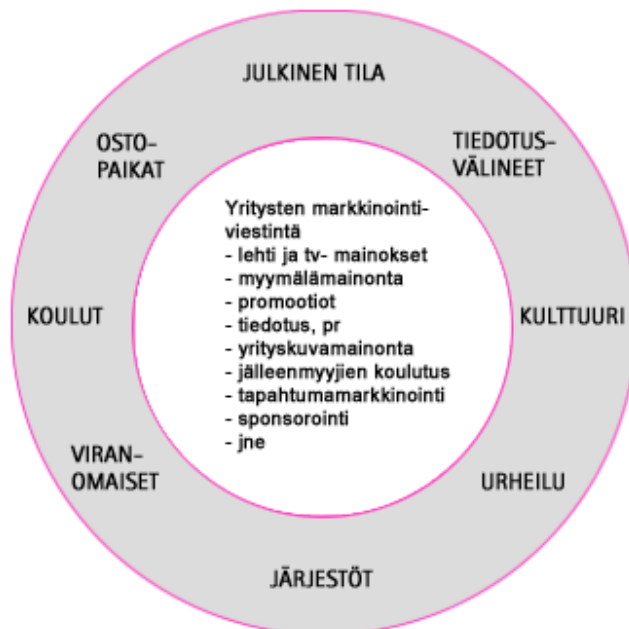 JULKINEN TILA
OSTO-
PAIKAT
TIEDOTUS-
VÄLINEET
Yritysten markkinointi-
viestintä
- lehti ja tv- mainokset
- myymälämainonta
- promootiot
- tiedotus, pr
- yrityskuvamainonta
- jälleenmyyjien koulutus
- tapahtumamarkkinointi
- sponsorointi
- jne
KOULUT
KULTTUURI
VIRAN-
OMAISET
URHEILU
JÄRJESTÖT